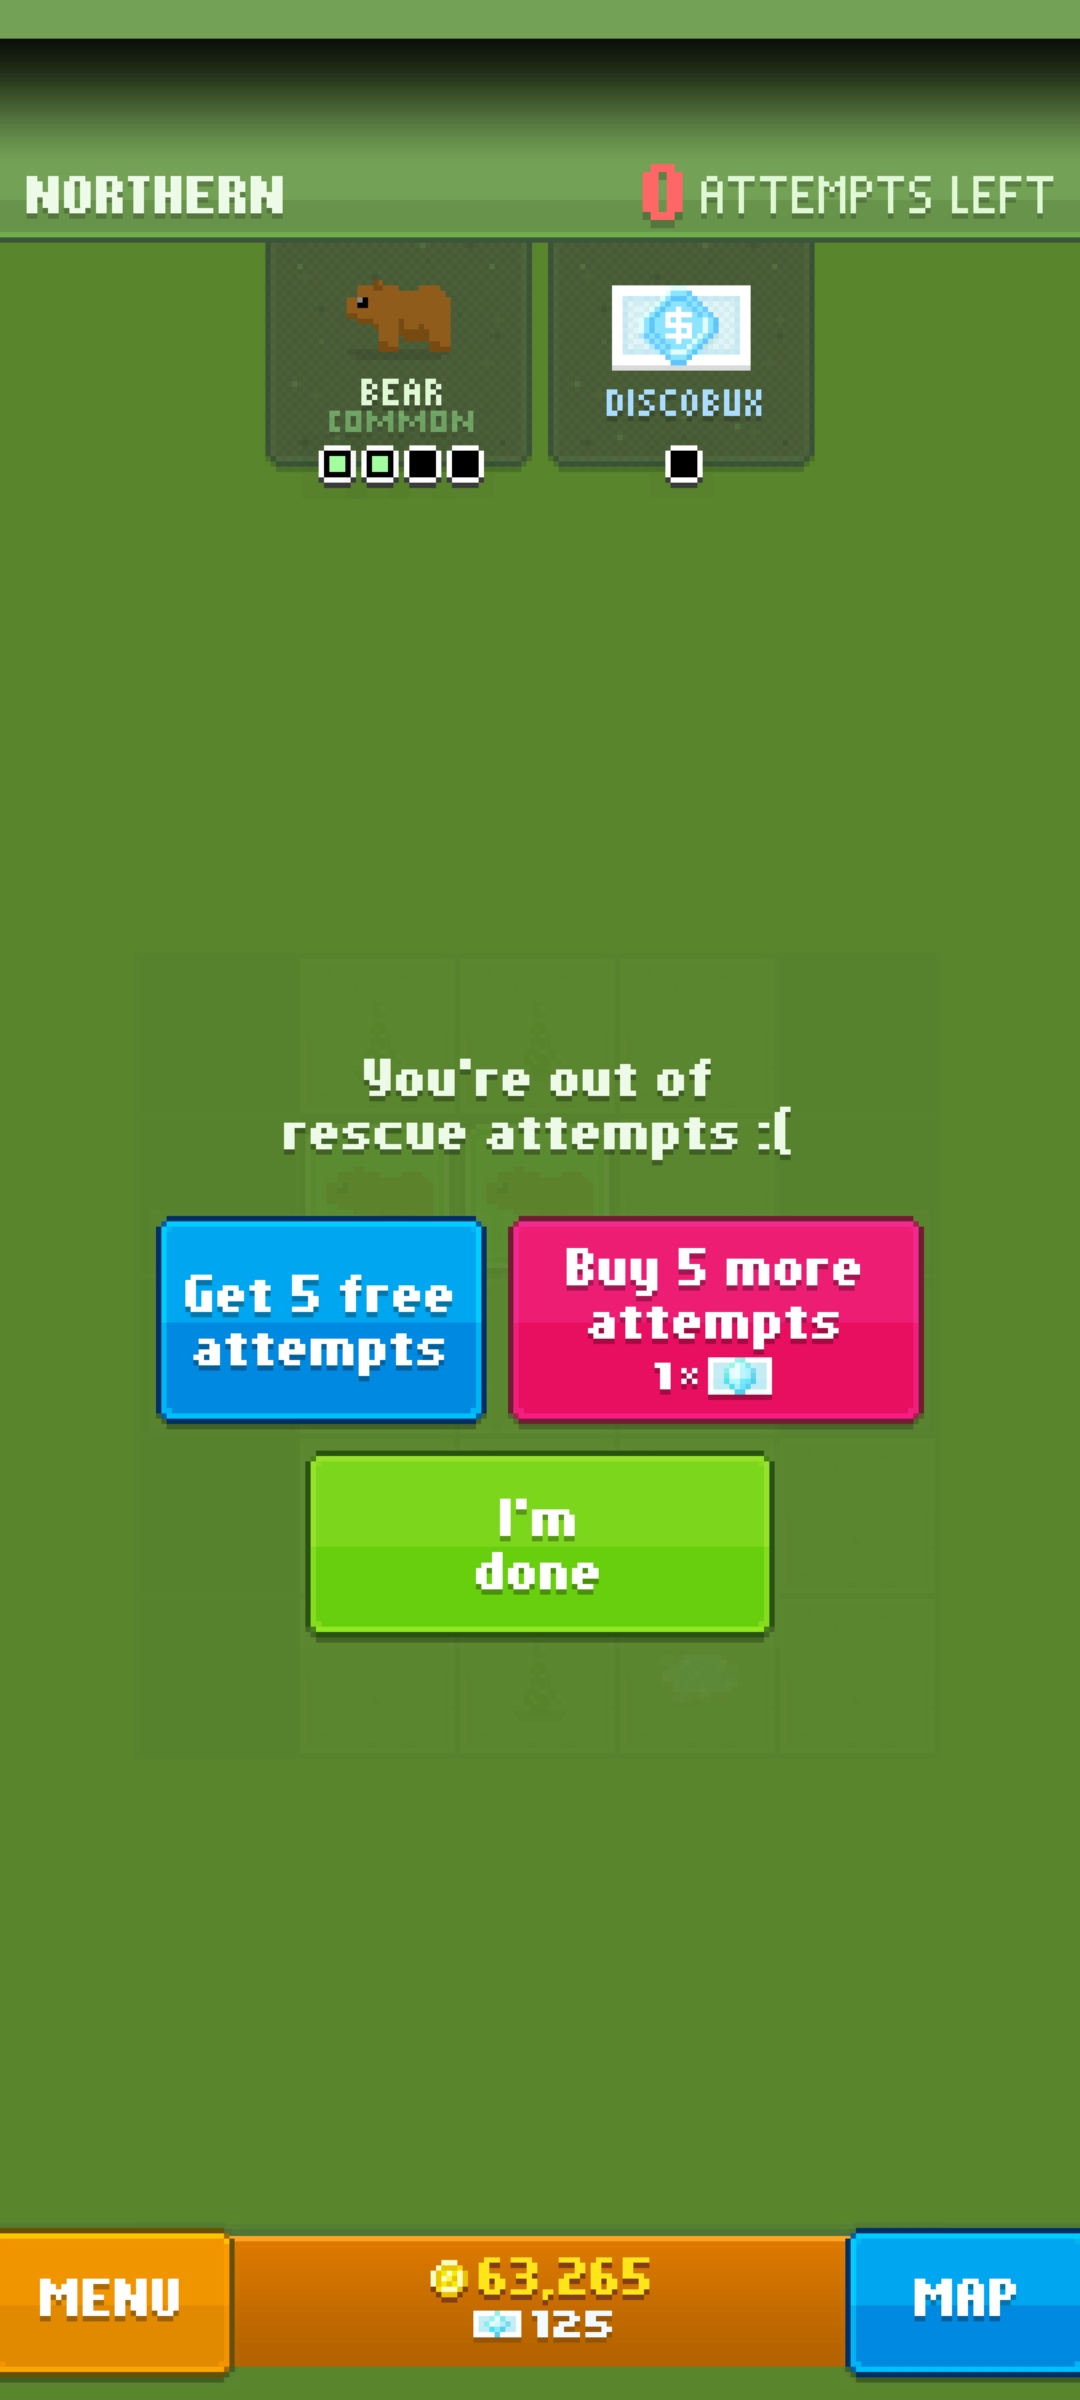 NORTHERN
0 ATTEMPTS LEFT
BEAR
COMMON
$
DISCOBUX
You're out of
rescue attempts :(
Get 5 free
attempts
Buy 5 more
attempts
1×
I'm
done
MENU
63,265
125
MAP